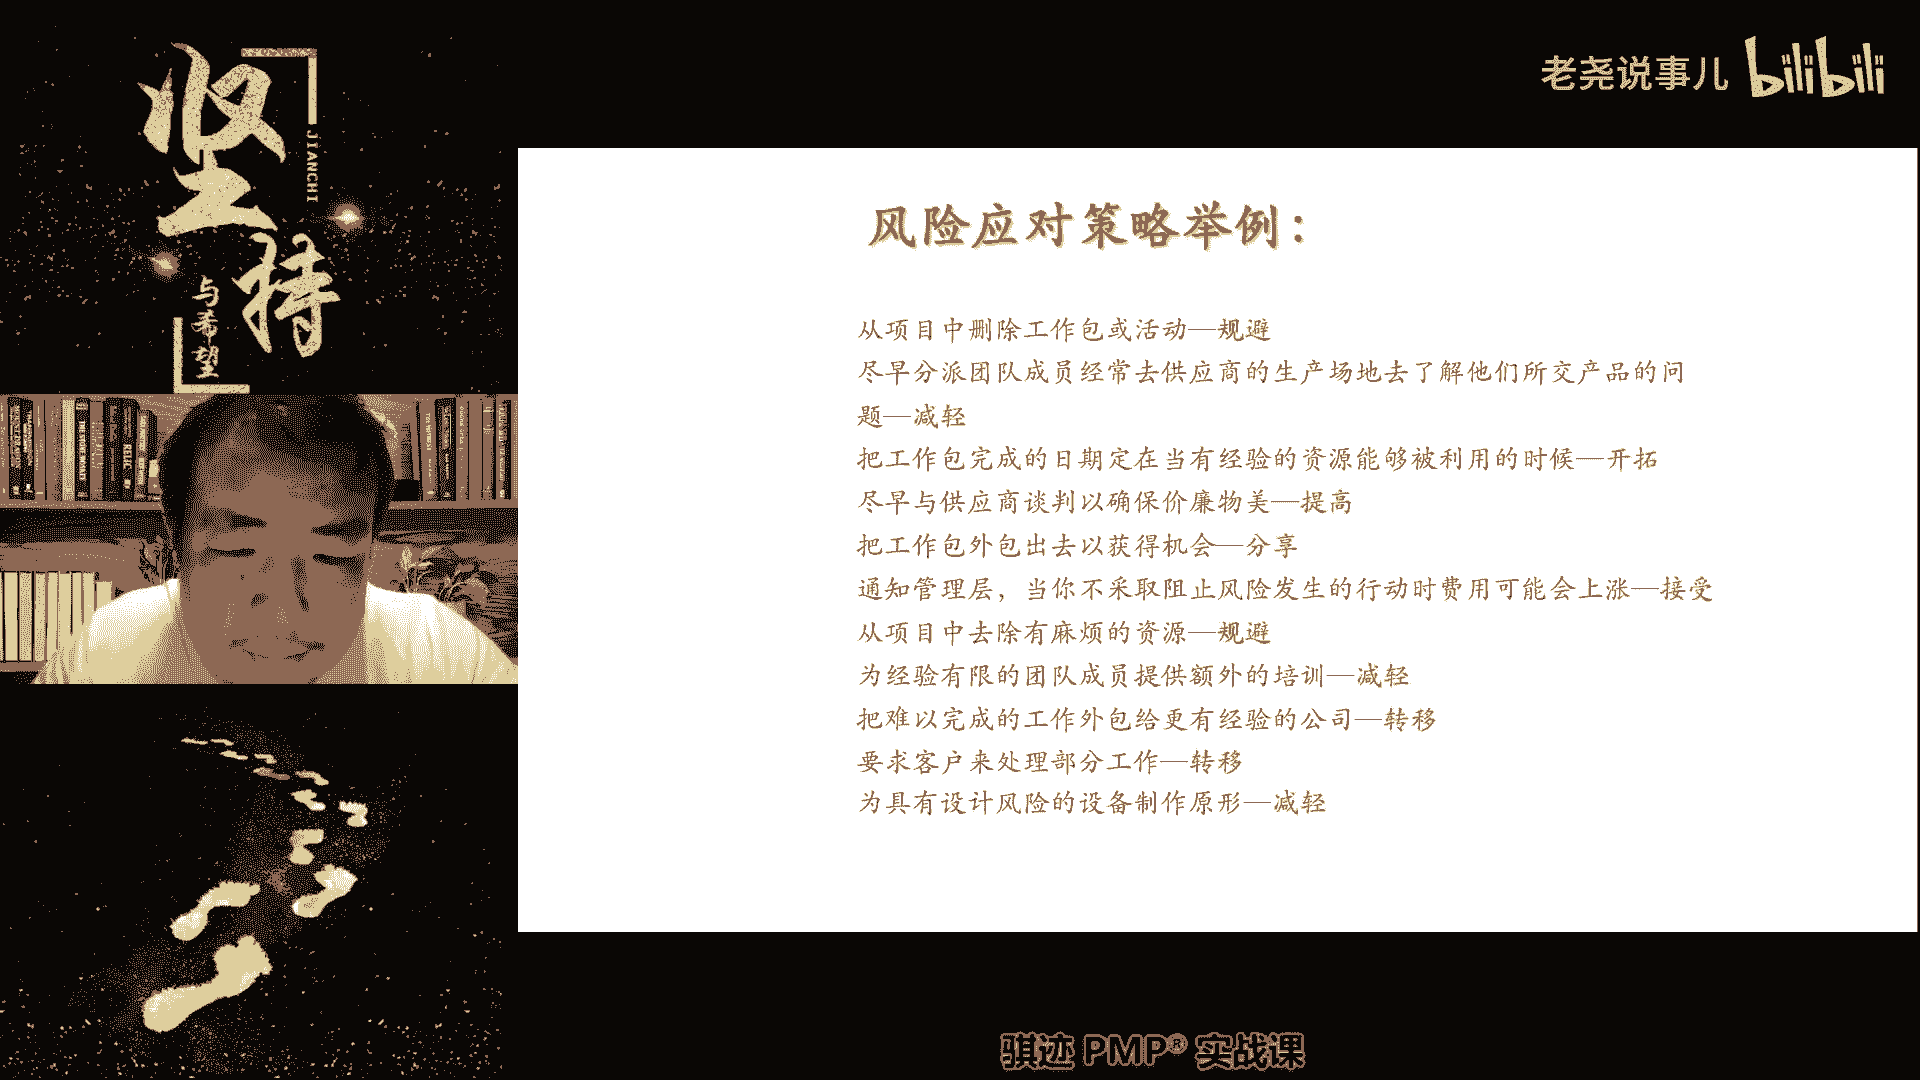 坚持
JIANCHI
与希望
老尧说事儿 bilibili
风险应对策略举例：
从项目中删除工作包或活动—规避
尽早分派团队成员经常去供应商的生产场地去了解他们所交产品的问
题—减轻
把工作包完成的日期定在当有经验的资源能够被利用的时候—开拓
尽早与供应商谈判以确保价廉物美—提高
把工作包外包出去以获得机会—分享
通知管理层，当你不采取阻止风险发生的行动时费用可能会上涨—接受
从项目中去除有麻烦的资源—规避
为经验有限的团队成员提供额外的培训—减轻
把难以完成的工作外包给更有经验的公司—转移
要求客户来处理部分工作—转移
为具有设计风险的设备制作原形—减轻
骐迹 PMP® 实战课